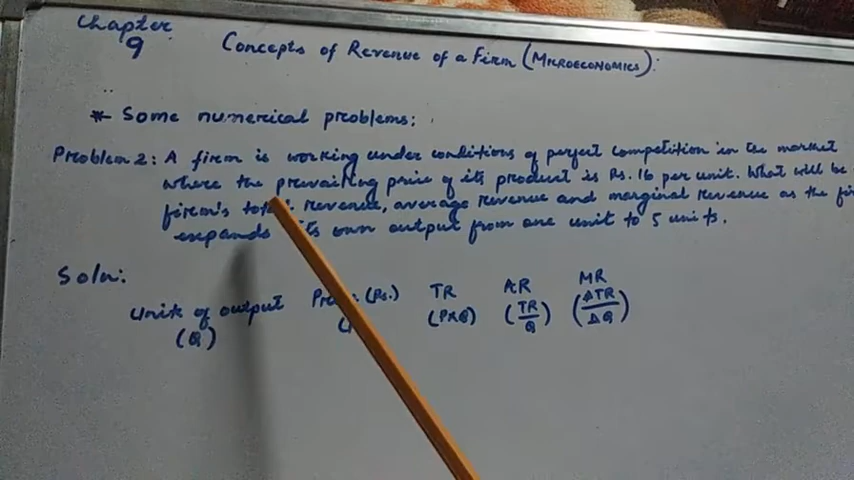 Chapter
9
Concepts of Revenue of a Firm (MICROECONOMICS):
* Some numerical problems:
Problem 2: A firm is working under conditions of perfect competition in the market
where the prevailing price of its product is Rs. 16 per unit. What will be
firm's revenue, average revenue and marginal revenue as the
expands its own output from one unit to 5 units.
Soln:
Units of output (Rs.) TR AR MR
(Q) (PXQ) (TR/Q) (ΔTR/ΔQ)